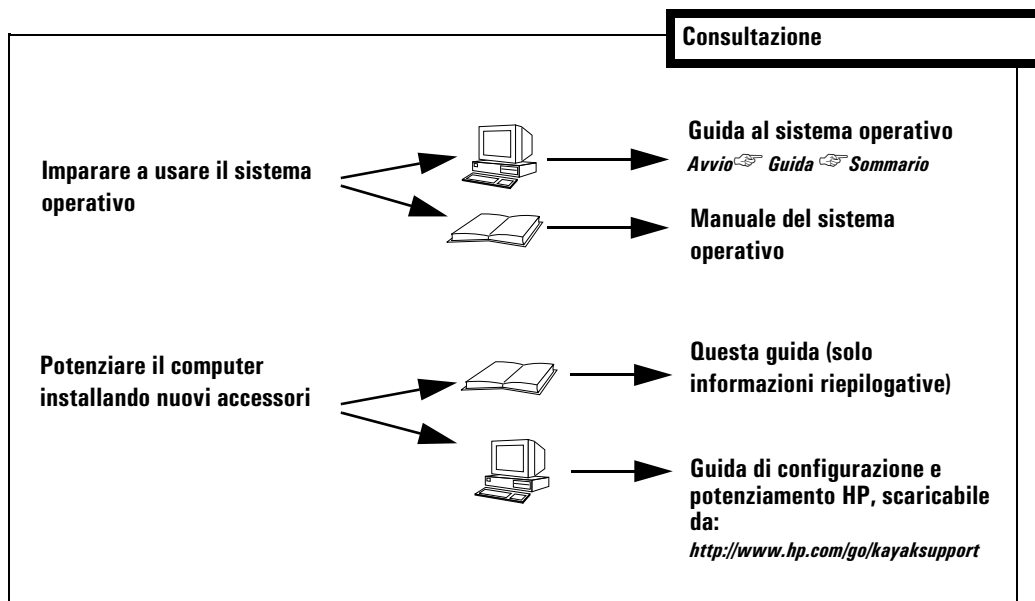 Consultazione
Imparare a usare il sistema
operativo
Guida al sistema operativo
Avvio☞ Guida ☞ Sommario
Manuale del sistema
operativo
Potenziare il computer
installando nuovi accessori
Questa guida (solo
informazioni riepilogative)
Guida di configurazione e
potenziamento HP, scaricabile
da:
http://www.hp.com/go/kayaksupport